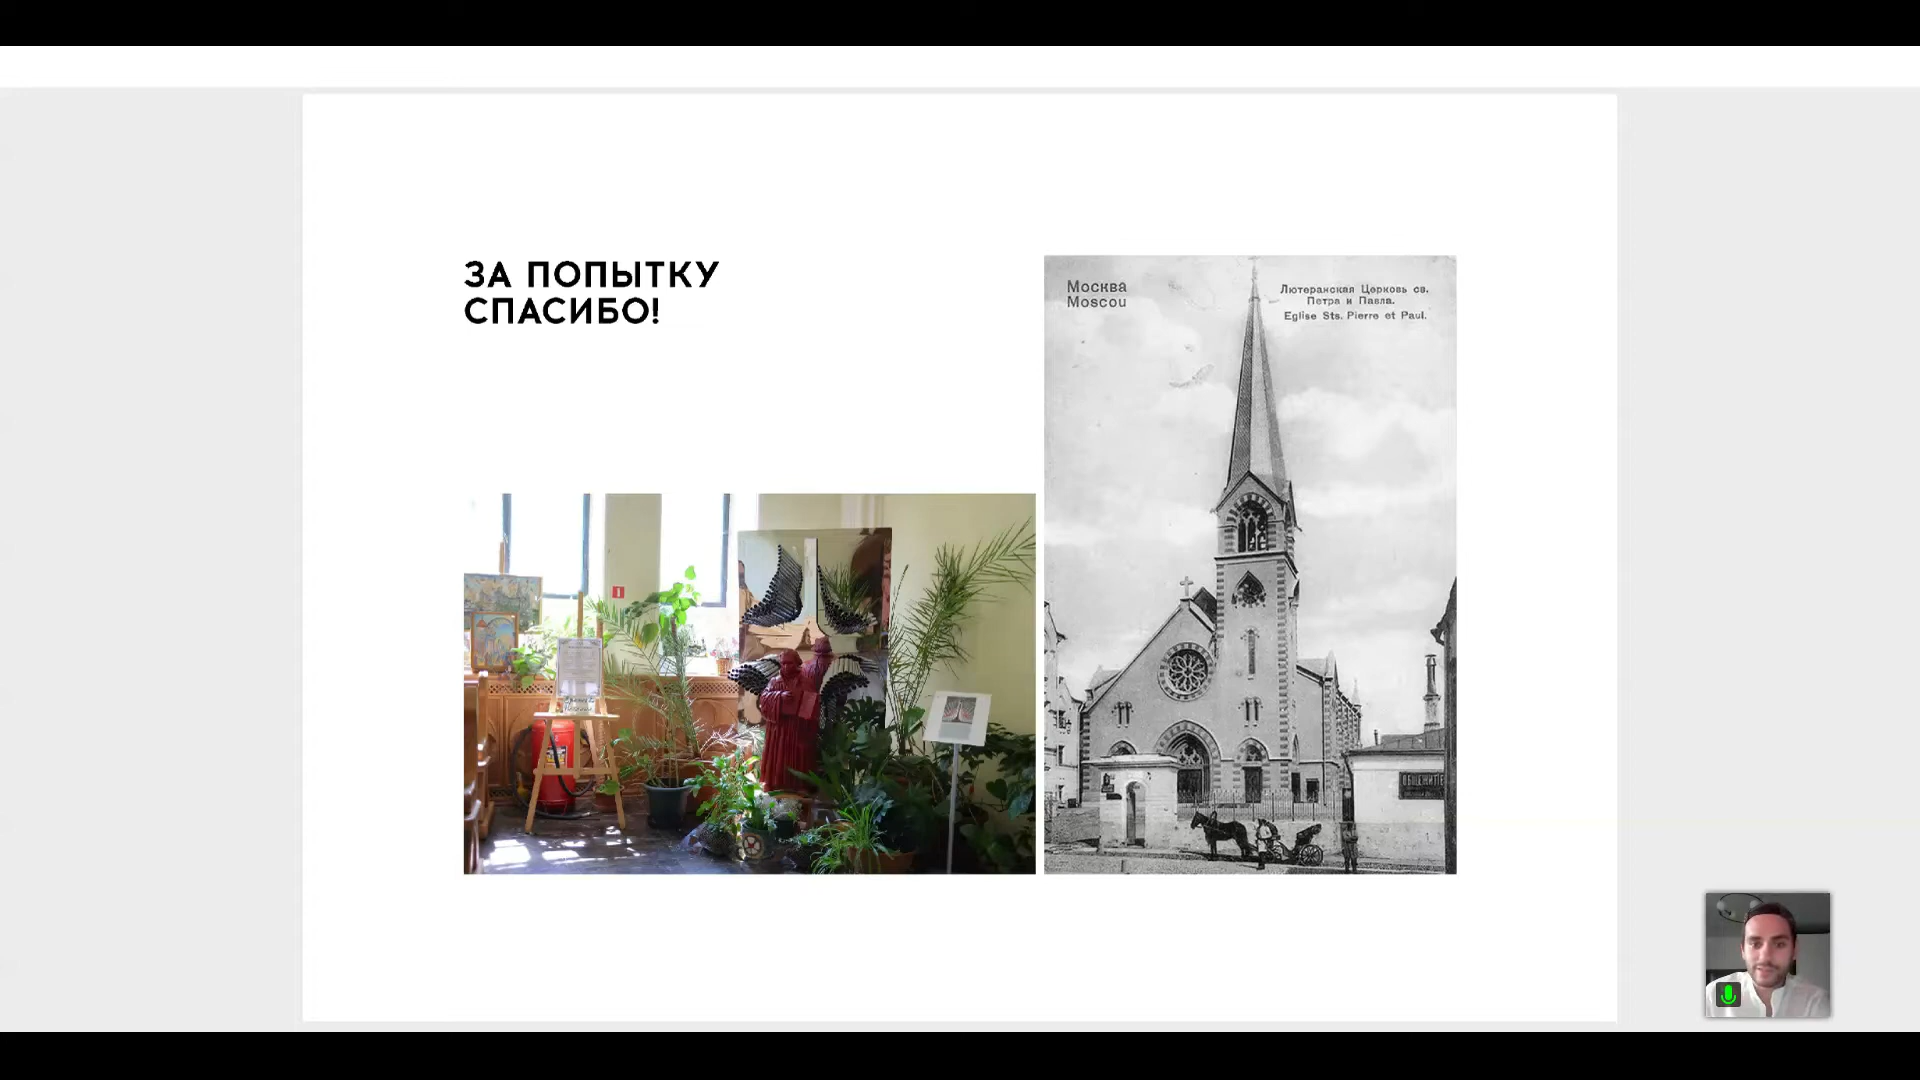 ЗА ПОПЫТКУ
СПАСИБО!
Москва
Moscou
Лютеранская Церковь св.
Петра и Павла.
Eglise Sts. Pierre et Paul.